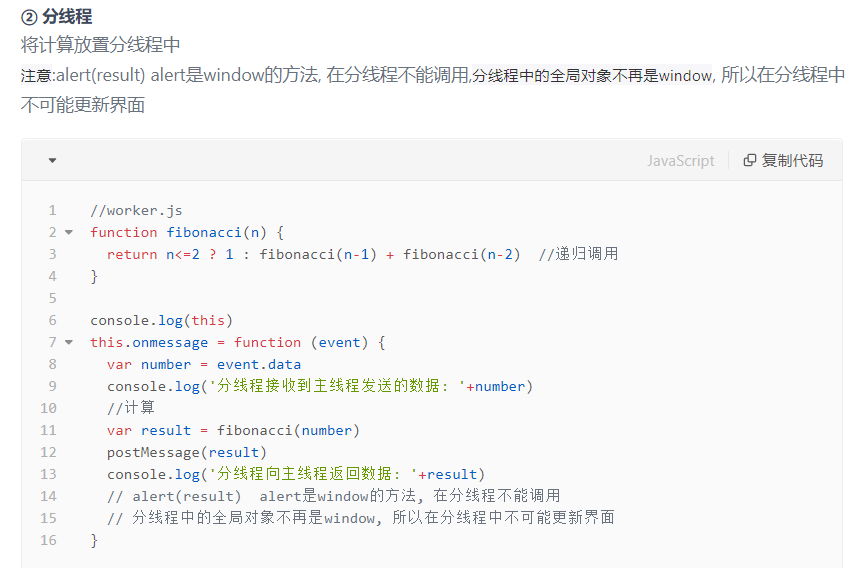 ② 分线程
将计算放置分线程中
注意:alert(result) alert是window的方法, 在分线程不能调用,分线程中的全局对象不再是window, 所以在分线程中
不可能更新界面
JavaScript 复制代码
1 //worker.js
2 function fibonacci(n) {
3 return n<=2 ? 1 : fibonacci(n-1) + fibonacci(n-2) //递归调用
4 }
5
6 console.log(this)
7 this.onmessage = function (event) {
8 var number = event.data
9 console.log('分线程接收到主线程发送的数据: '+number)
10 //计算
11 var result = fibonacci(number)
12 postMessage(result)
13 console.log('分线程向主线程返回数据: '+result)
14 // alert(result) alert是window的方法, 在分线程不能调用
15 // 分线程中的全局对象不再是window, 所以在分线程中不可能更新界面
16 }